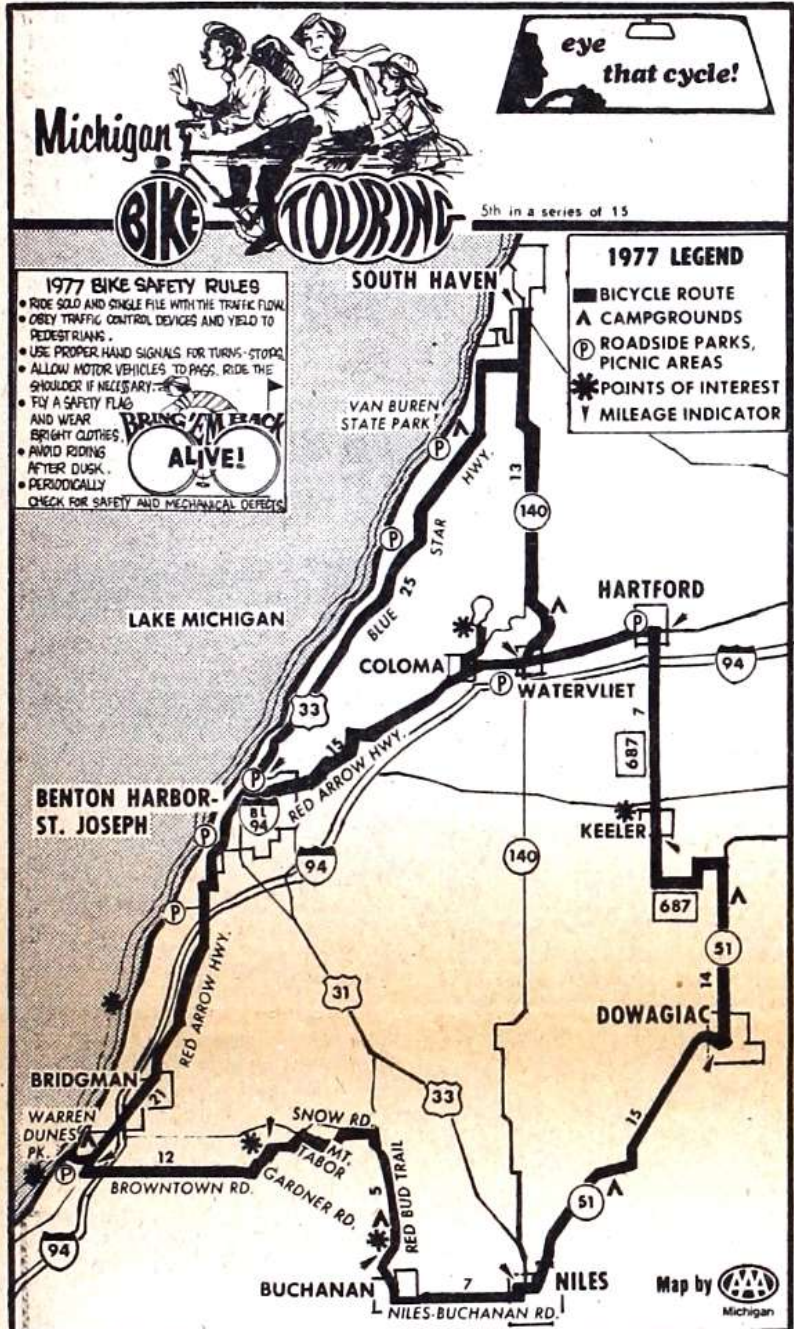 eye
that cycle!
Michigan
BIKE TOURING
5th in a series of 15
1977 BIKE SAFETY RULES
• RIDE SOLO AND SINGLE FILE WITH THE TRAFFIC FLOW.
• OBEY TRAFFIC CONTROL DEVICES AND YIELD TO
PEDESTRIANS.
• USE PROPER HAND SIGNALS FOR TURNS-STOPS.
• ALLOW MOTOR VEHICLES TO PASS. RIDE THE
SHOULDER IF NECESSARY.
• FLY A SAFETY FLAG
AND WEAR
BRIGHT CLOTHES.
• AVOID RIDING
AFTER DUSK.
• PERIODICALLY
CHECK FOR SAFETY AND MECHANICAL DEFECTS
BRING 'EM BACK
ALIVE!
1977 LEGEND
BICYCLE ROUTE
CAMPGROUNDS
P ROADSIDE PARKS,
PICNIC AREAS
POINTS OF INTEREST
MILEAGE INDICATOR
SOUTH HAVEN
VAN BUREN
STATE PARK
P
HWY.
13
140
P
STAR
25
BLUE
HARTFORD
P
LAKE MICHIGAN
COLOMA
P
WATERVLIET
94
33
7
687
15
RED ARROW HWY.
P
BENTON HARBOR-
ST. JOSEPH
BL
94
P
KEELER
94
140
687
P
51
RED ARROW HWY.
31
14
DOWAGIAC
BRIDGMAN
21
33
WARREN
DUNES
PK.
P
SNOW RD.
MT.
TABOR
15
12
BROWNTOWN RD.
GARDNER RD.
5
RED BUD TRAIL
51
94
BUCHANAN
7
NILES
NILES-BUCHANAN RD.
Map by AAA
Michigan